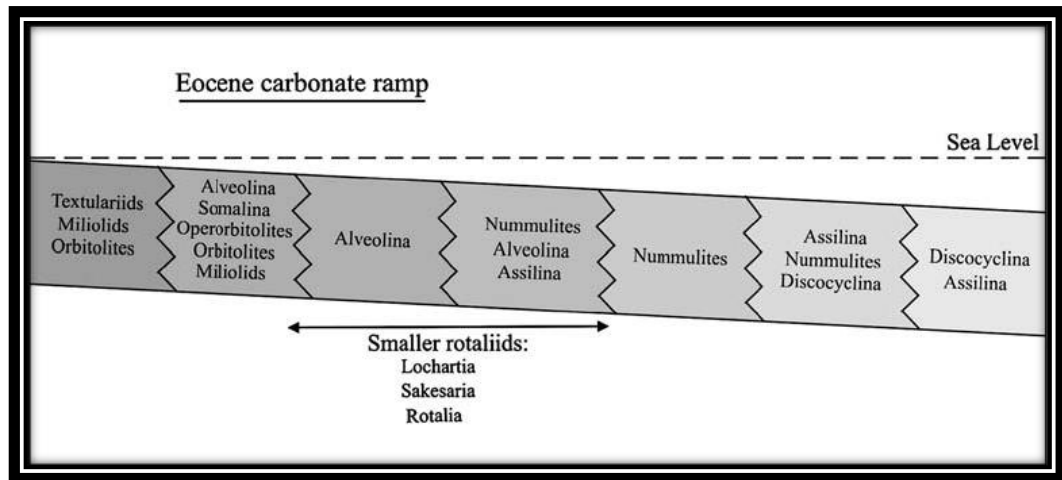 Eocene carbonate ramp
Sea Level
Textulariids
Miliolids
Orbitolites
Alveolina
Somalina
Operorbitolites
Orbitolites
Miliolids
Alveolina
Nummulites
Alveolina
Assilina
Nummulites
Assilina
Nummulites
Discocyclina
Discocyclina
Assilina
Smaller rotaliids:
Lochartia
Sakesaria
Rotalia